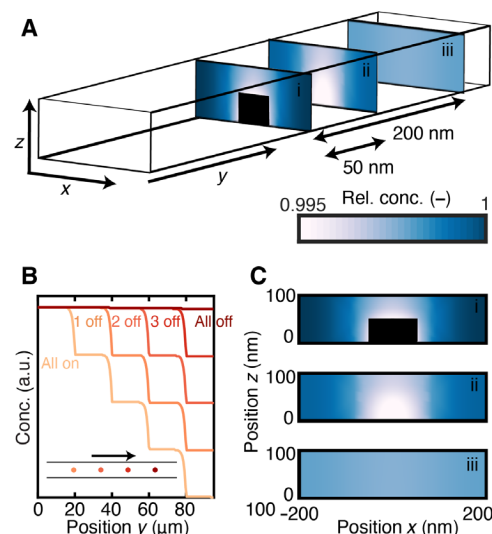 A
iii
ii
i
200 nm
50 nm
z
x
y
Rel. conc. (–)
0.995
1
B
1 off 2 off 3 off All off
All on
Conc. (a.u.)
0 20 40 60 80
Position y (μm)
C
100
0
i
100
0
ii
100
0
iii
Position z (nm)
100 −200
0
200
Position x (nm)